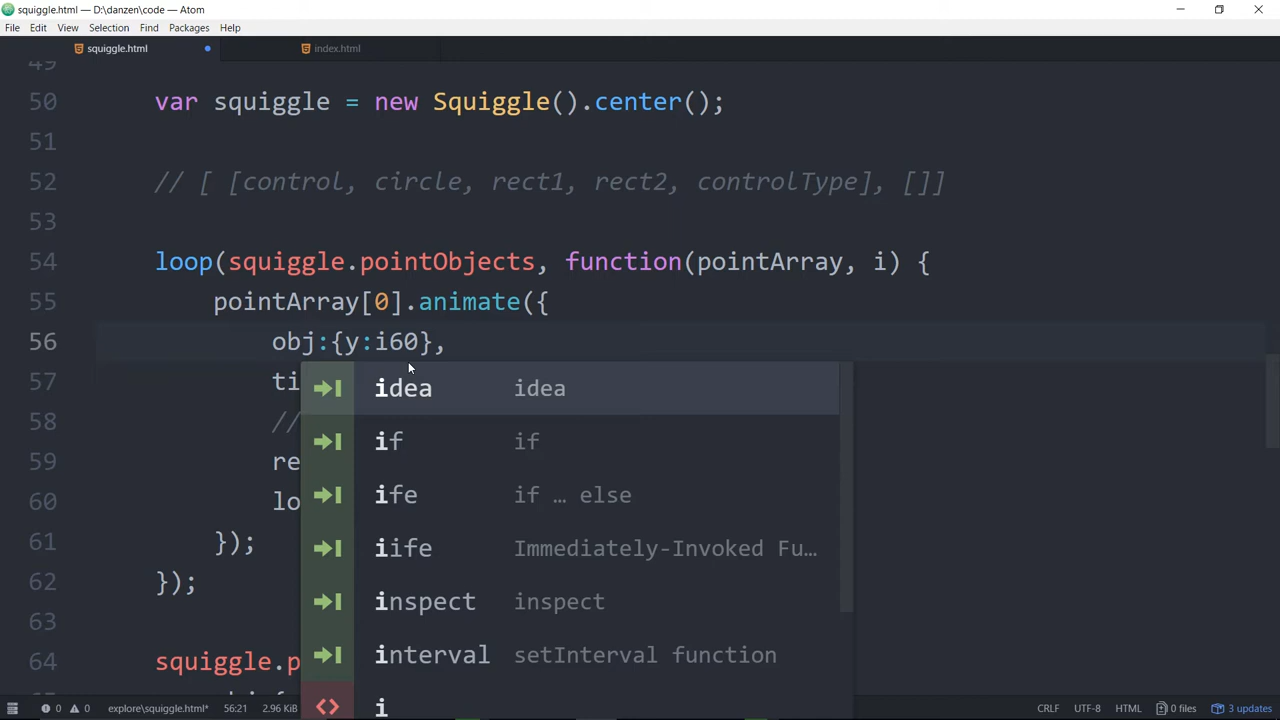 squiggle.html — D:\danzen\code — Atom
File Edit View Selection Find Packages Help
squiggle.html index.html
49
50 var squiggle = new Squiggle().center();
51
52 // [ [control, circle, rect1, rect2, controlType], []]
53
54 loop(squiggle.pointObjects, function(pointArray, i) {
55 pointArray[0].animate({
56 obj:{y:i60},
57 ti
idea idea
58 //
if if
59 re
ife if … else
60 lo
61 });
iife Immediately-Invoked Fu…
62 });
inspect inspect
63
64 squiggle.p
interval setInterval function
i
0 0 explore\squiggle.html* 56:21 2.96 KiB CRLF UTF-8 HTML 0 files 3 updates